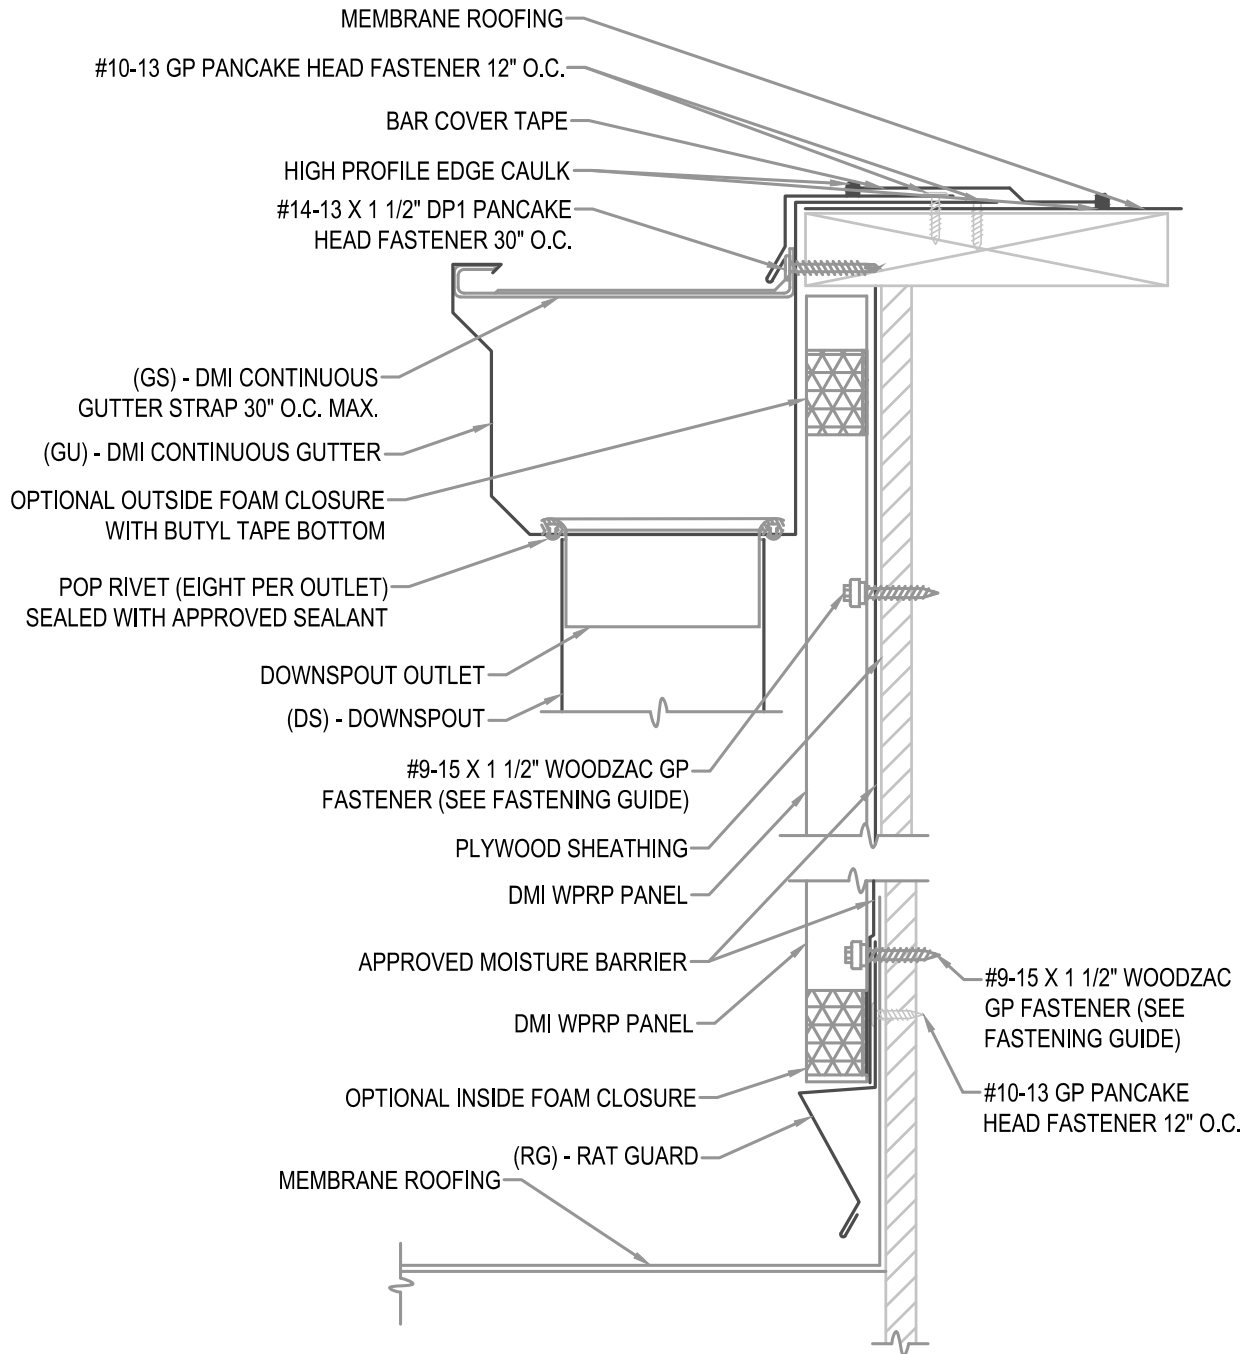 MEMBRANE ROOFING
#10-13 GP PANCAKE HEAD FASTENER 12" O.C.
BAR COVER TAPE
HIGH PROFILE EDGE CAULK
#14-13 X 1 1/2" DP1 PANCAKE
HEAD FASTENER 30" O.C.
(GS) - DMI CONTINUOUS
GUTTER STRAP 30" O.C. MAX.
(GU) - DMI CONTINUOUS GUTTER
OPTIONAL OUTSIDE FOAM CLOSURE
WITH BUTYL TAPE BOTTOM
POP RIVET (EIGHT PER OUTLET)
SEALED WITH APPROVED SEALANT
DOWNSPOUT OUTLET
(DS) - DOWNSPOUT
#9-15 X 1 1/2" WOODZAC GP
FASTENER (SEE FASTENING GUIDE)
PLYWOOD SHEATHING
DMI WPRP PANEL
APPROVED MOISTURE BARRIER
DMI WPRP PANEL
OPTIONAL INSIDE FOAM CLOSURE
(RG) - RAT GUARD
MEMBRANE ROOFING
#9-15 X 1 1/2" WOODZAC
GP FASTENER (SEE
FASTENING GUIDE)
#10-13 GP PANCAKE
HEAD FASTENER 12" O.C.